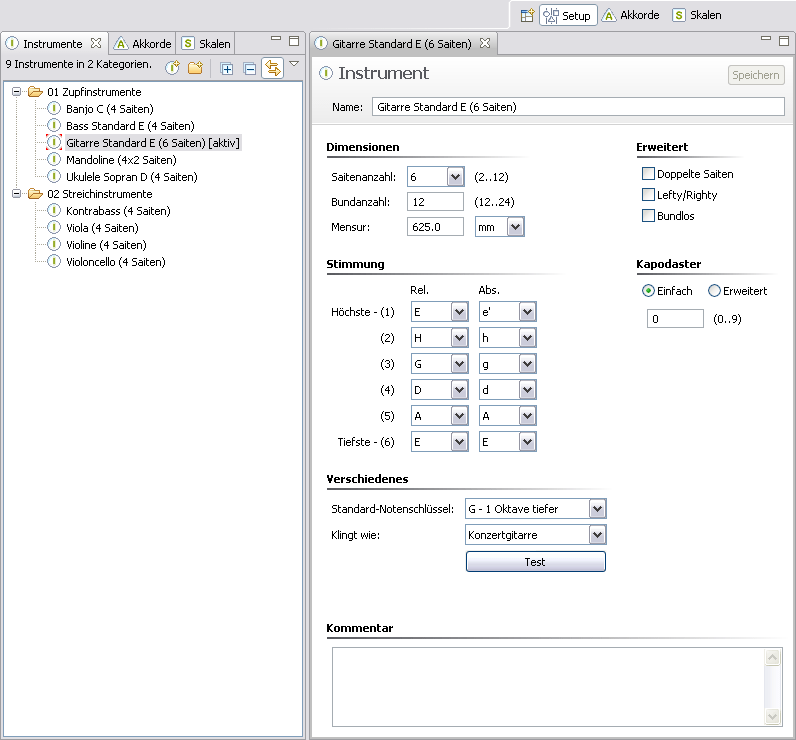 Setup Akkorde Skalen
Instrumente Akkorde Skalen
9 Instrumente in 2 Kategorien.
01 Zupfinstrumente
Banjo C (4 Saiten)
Bass Standard E (4 Saiten)
Gitarre Standard E (6 Saiten) [aktiv]
Mandoline (4x2 Saiten)
Ukulele Sopran D (4 Saiten)
02 Streichinstrumente
Kontrabass (4 Saiten)
Viola (4 Saiten)
Violine (4 Saiten)
Violoncello (4 Saiten)
Gitarre Standard E (6 Saiten)
Instrument Speichern
Name: Gitarre Standard E (6 Saiten)
Dimensionen
Saitenanzahl: 6 (2..12)
Bundanzahl: 12 (12..24)
Mensur: 625.0 mm
Erweitert
Doppelte Saiten
Lefty/Righty
Bundlos
Stimmung
Rel. Abs.
Höchste - (1) E e'
(2) H h
(3) G g
(4) D d
(5) A A
Tiefste - (6) E E
Kapodaster
Einfach Erweitert
0 (0..9)
Verschiedenes
Standard-Notenschlüssel: G - 1 Oktave tiefer
Klingt wie: Konzertgitarre
Test
Kommentar